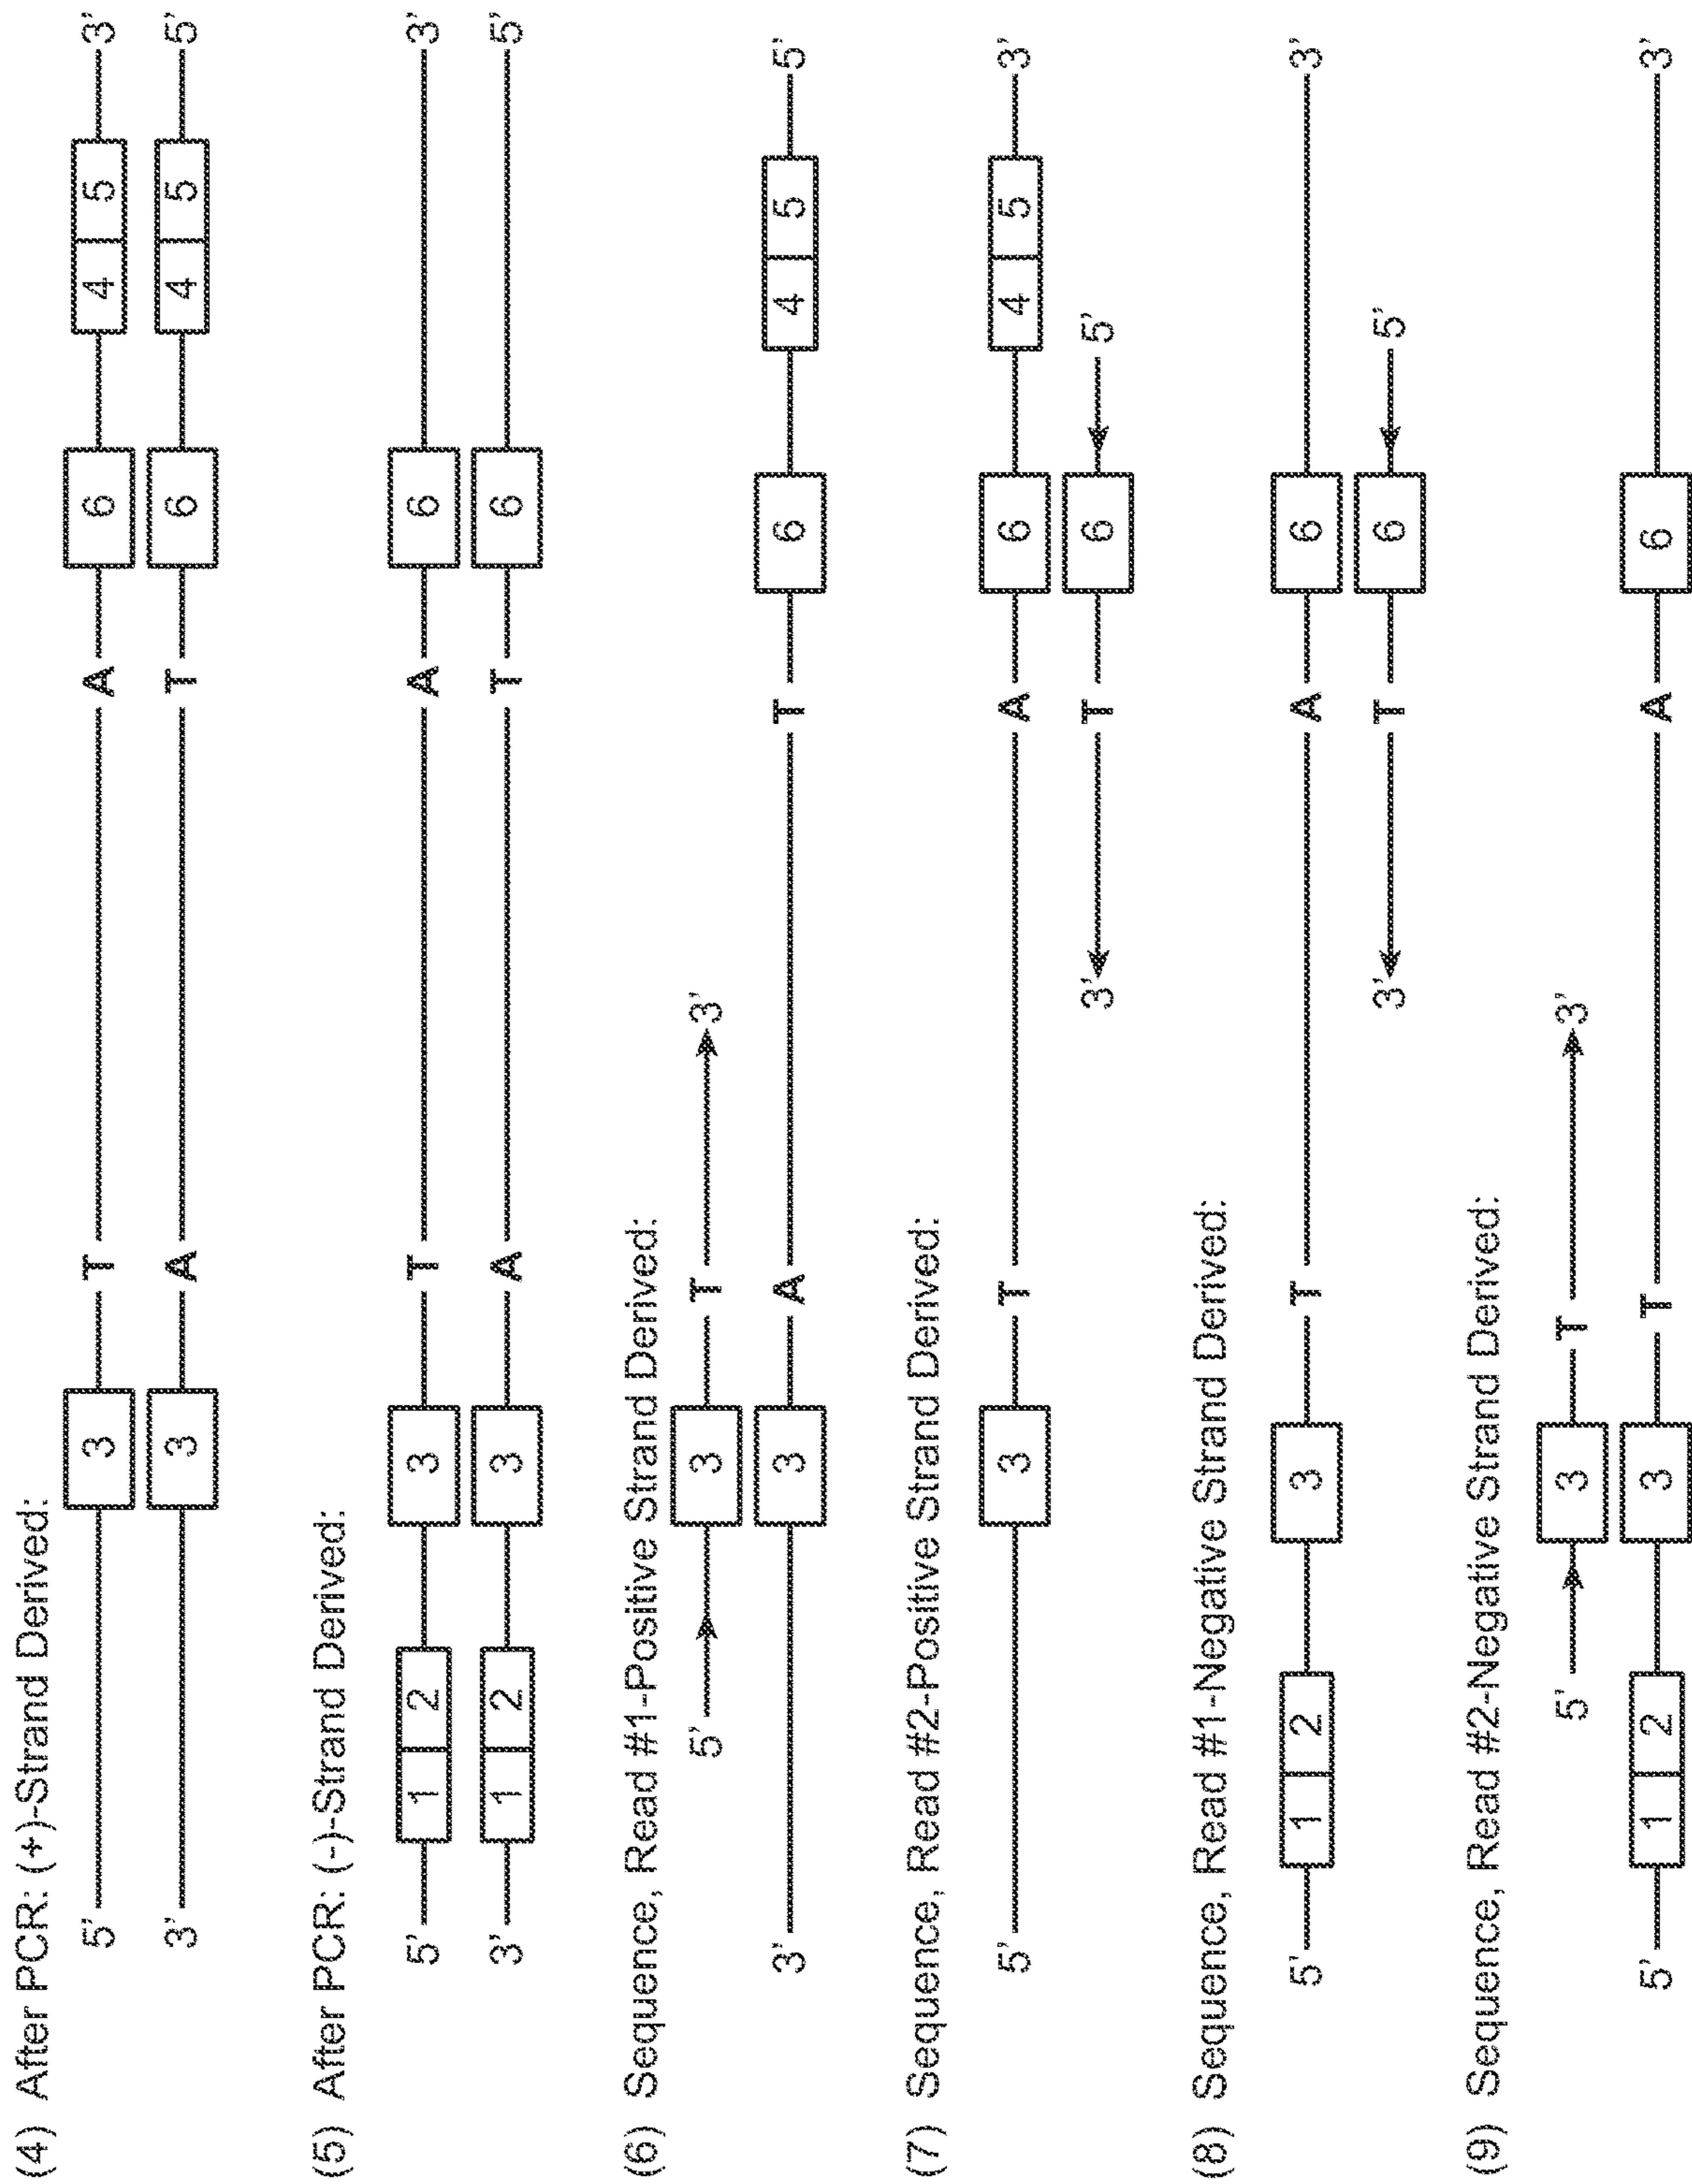 (4) After PCR: (+)-Strand Derived:
5' 3 T A 6 4 5 3'
3' 3 A T 6 4 5 5'
(5) After PCR: (-)-Strand Derived:
5' 1 2 3 T A 6 3'
3' 1 2 3 A T 6 5'
(6) Sequence, Read #1-Positive Strand Derived:
5' 3 T 3'
3' 3 A T 6 4 5 5'
(7) Sequence, Read #2-Positive Strand Derived:
5' 3 T A 6 4 5 3'
3' T 6 5'
(8) Sequence, Read #1-Negative Strand Derived:
5' 1 2 3 T A 6 3'
3' T 6 5'
(9) Sequence, Read #2-Negative Strand Derived:
5' 3 T 3'
5' 1 2 3 T A 6 3'